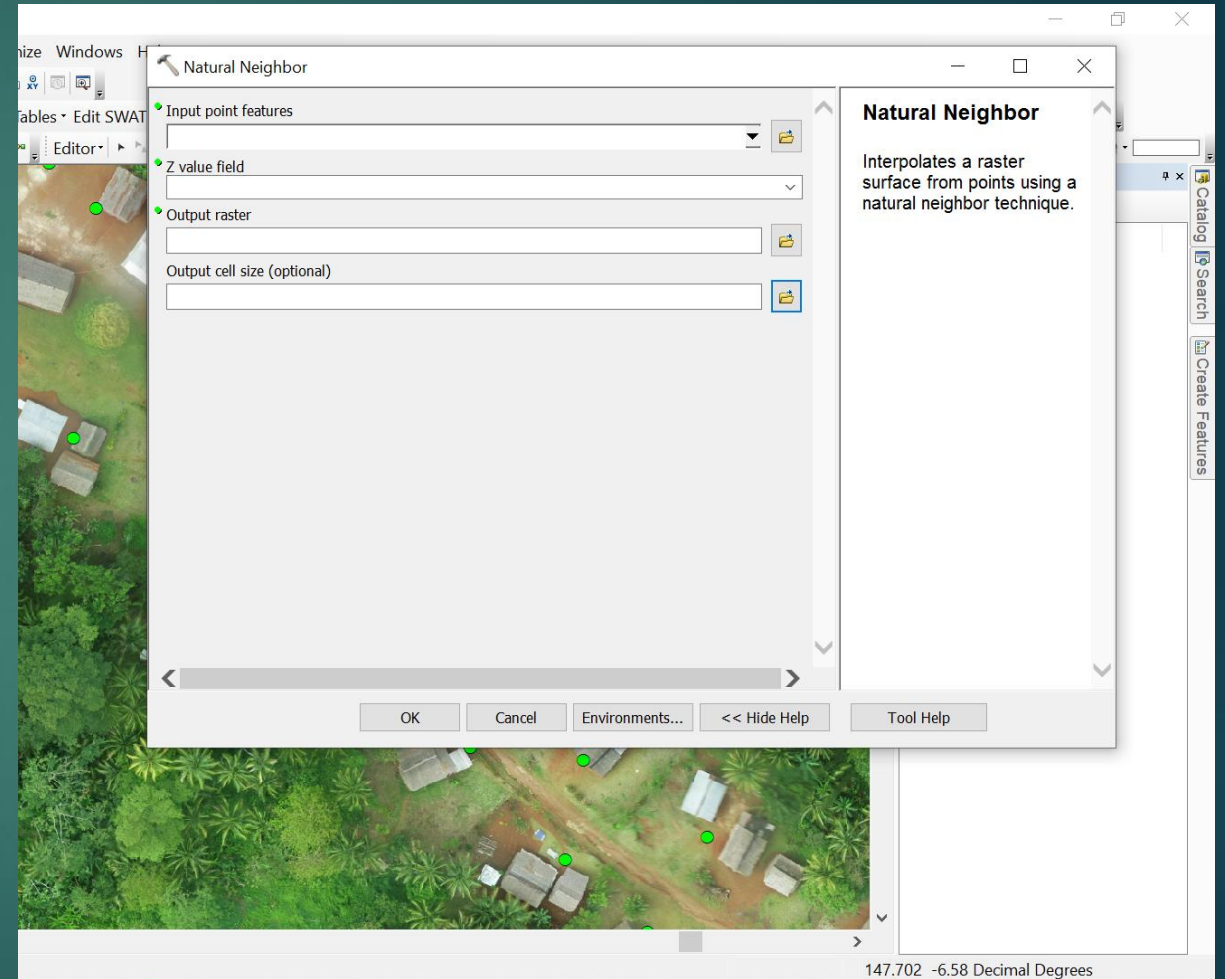 Windows
Natural Neighbor
Edit SWAT
Editor
Input point features
Z value field
Output raster
Output cell size (optional)
Natural Neighbor
Interpolates a raster
surface from points using a
natural neighbor technique.
OK
Cancel
Environments...
<< Hide Help
Tool Help
Catalog
Search
Create Features
147.702 -6.58 Decimal Degrees